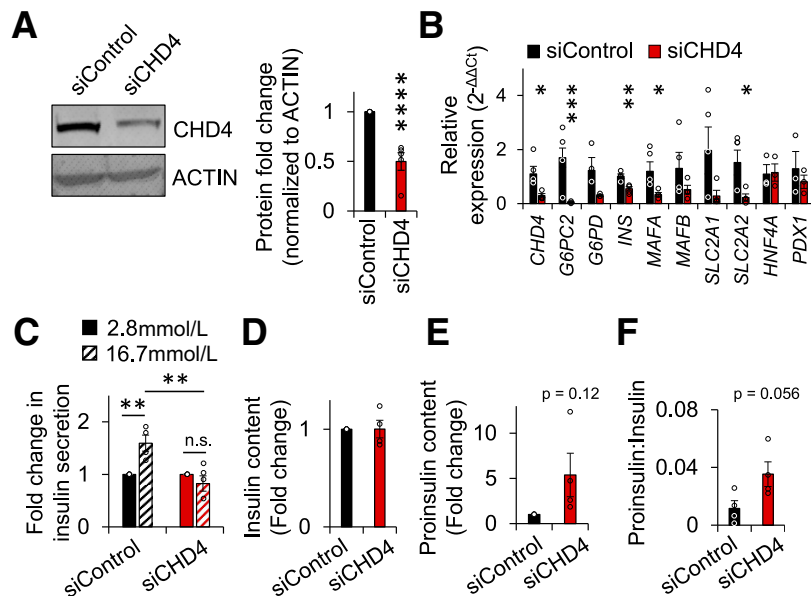 A
siControl
siCHD4
CHD4
ACTIN
Protein fold change
(normalized to ACTIN)
1
0.5
0
****
siControl
siCHD4
B
siControl
siCHD4
Relative
expression (2-ΔΔCt)
4
2
0
*
***
**
*
*
CHD4
G6PC2
G6PD
INS
MAFA
MAFB
SLC2A1
SLC2A2
HNF4A
PDX1
C
2.8mmol/L
16.7mmol/L
Fold change in
insulin secretion
2
1
0
**
**
n.s.
siControl
siCHD4
D
Insulin content
(Fold change)
1
0
siControl
siCHD4
E
Proinsulin content
(Fold change)
10
5
0
p = 0.12
siControl
siCHD4
F
Proinsulin:Insulin
0.08
0.04
0
p = 0.056
siControl
siCHD4